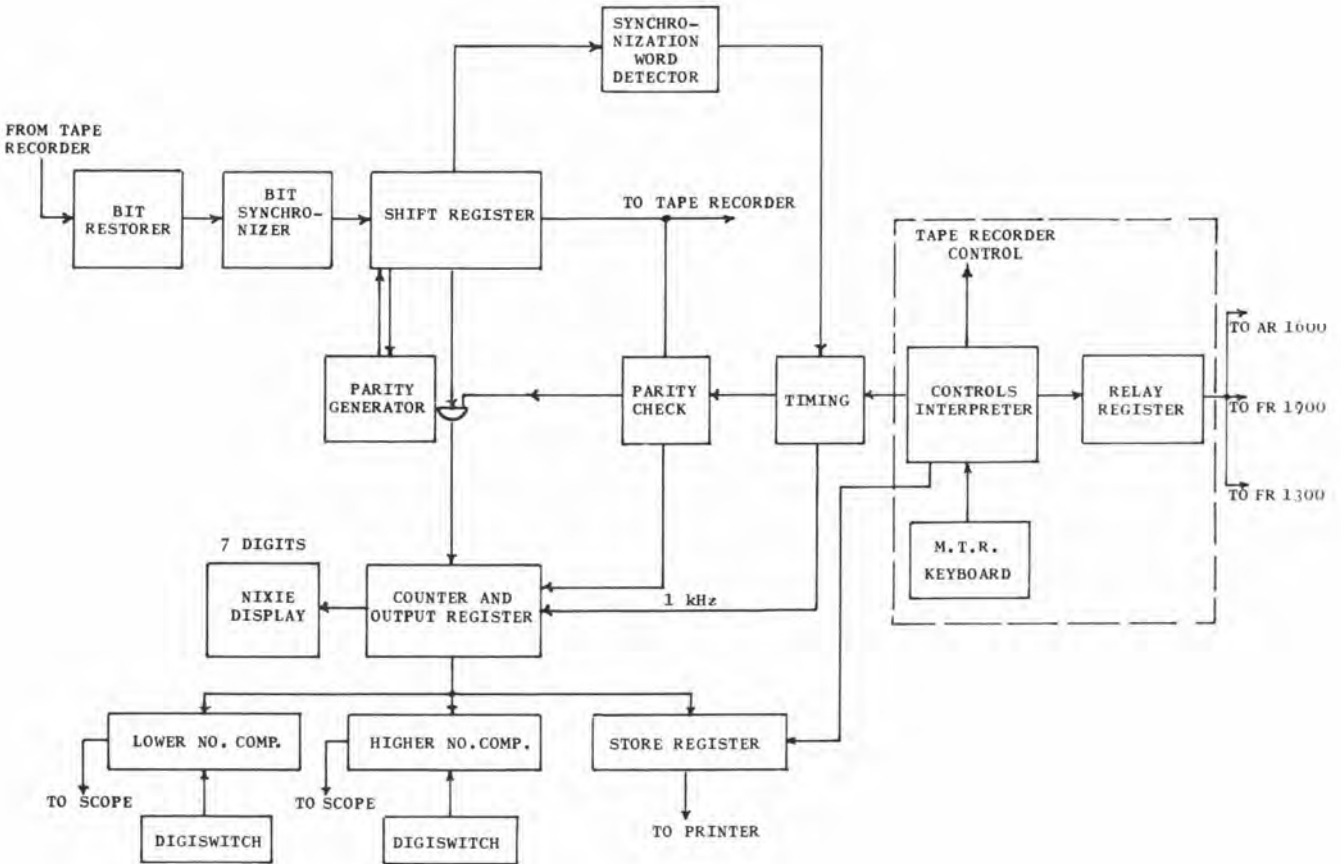 SYNCHRO-
NIZATION
WORD
DETECTOR
FROM TAPE
RECORDER
BIT
RESTORER
BIT
SYNCHRO-
NIZER
SHIFT REGISTER
TO TAPE RECORDER
TAPE RECORDER
CONTROL
PARITY
GENERATOR
PARITY
CHECK
TIMING
CONTROLS
INTERPRETER
RELAY
REGISTER
TO AR 1600
TO FR 1900
TO FR 1300
M.T.R.
KEYBOARD
7 DIGITS
NIXIE
DISPLAY
COUNTER AND
OUTPUT REGISTER
1 kHz
LOWER NO. COMP.
HIGHER NO.COMP.
STORE REGISTER
TO SCOPE
TO SCOPE
TO PRINTER
DIGISWITCH
DIGISWITCH